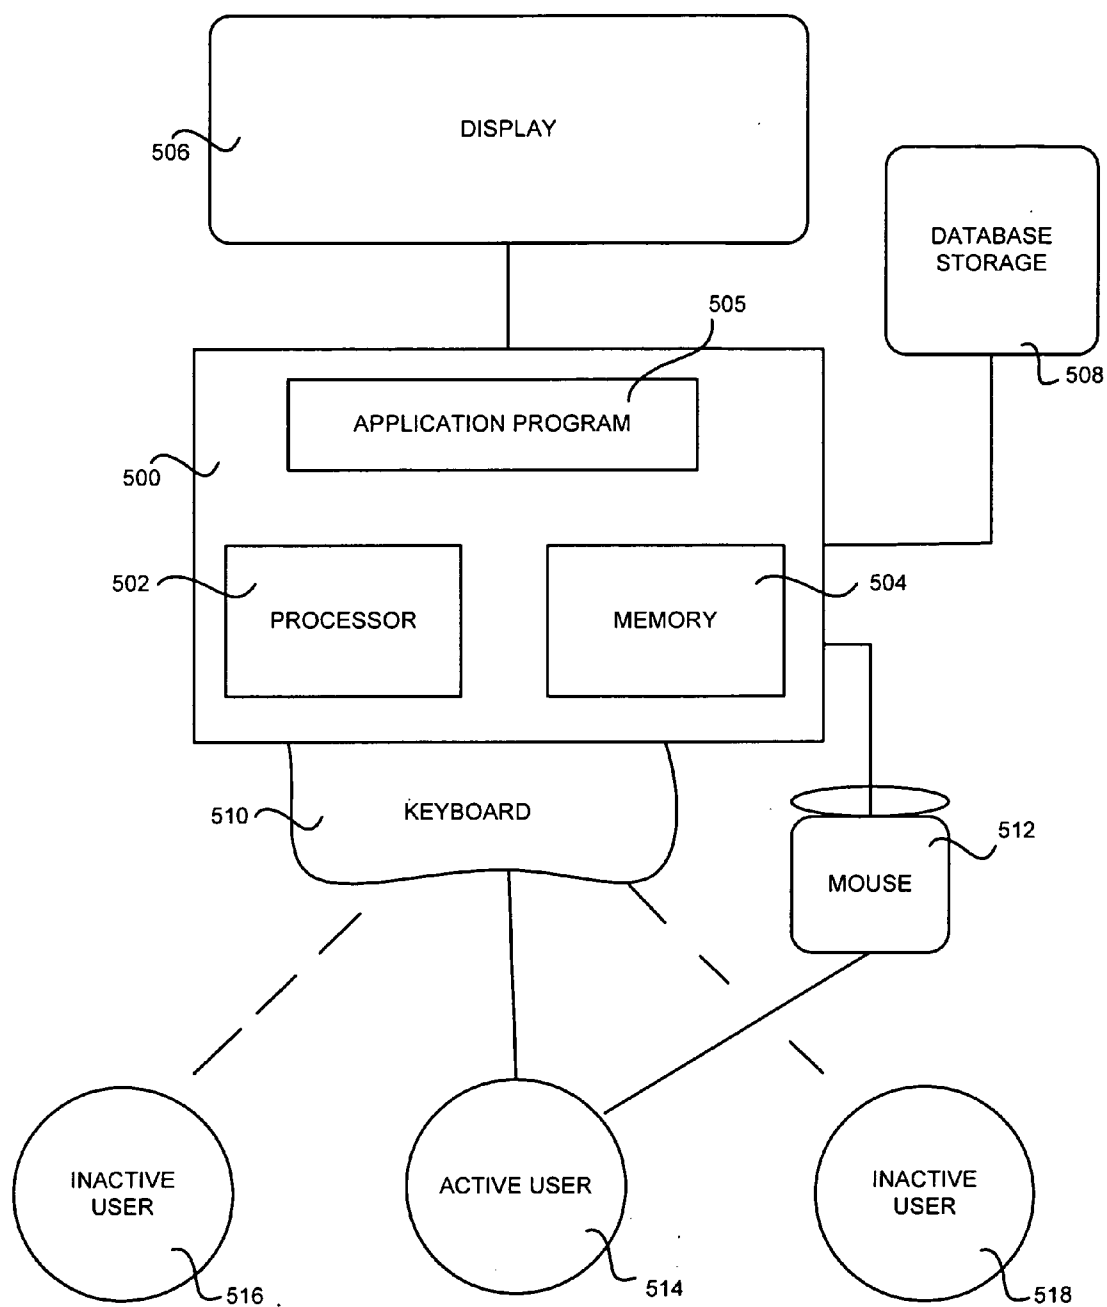 DISPLAY
506
DATABASE
STORAGE
505
508
APPLICATION PROGRAM
500
502
504
PROCESSOR
MEMORY
510
KEYBOARD
512
MOUSE
INACTIVE
USER
ACTIVE USER
INACTIVE
USER
516
514
518